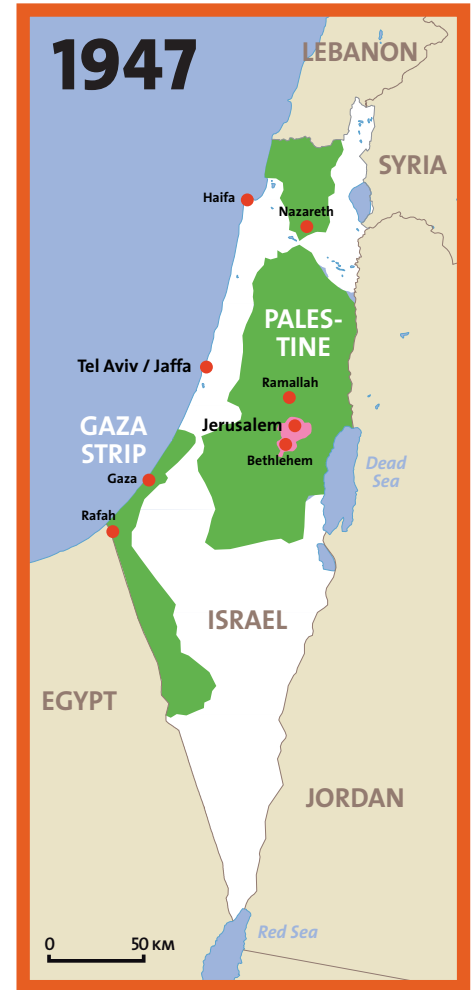 1947
LEBANON
SYRIA
Haifa
Nazareth
PALES-
TINE
Tel Aviv / Jaffa
Ramallah
GAZA
STRIP
Jerusalem
Bethlehem
Dead
Sea
Gaza
Rafah
ISRAEL
EGYPT
JORDAN
Red Sea
0 50 KM